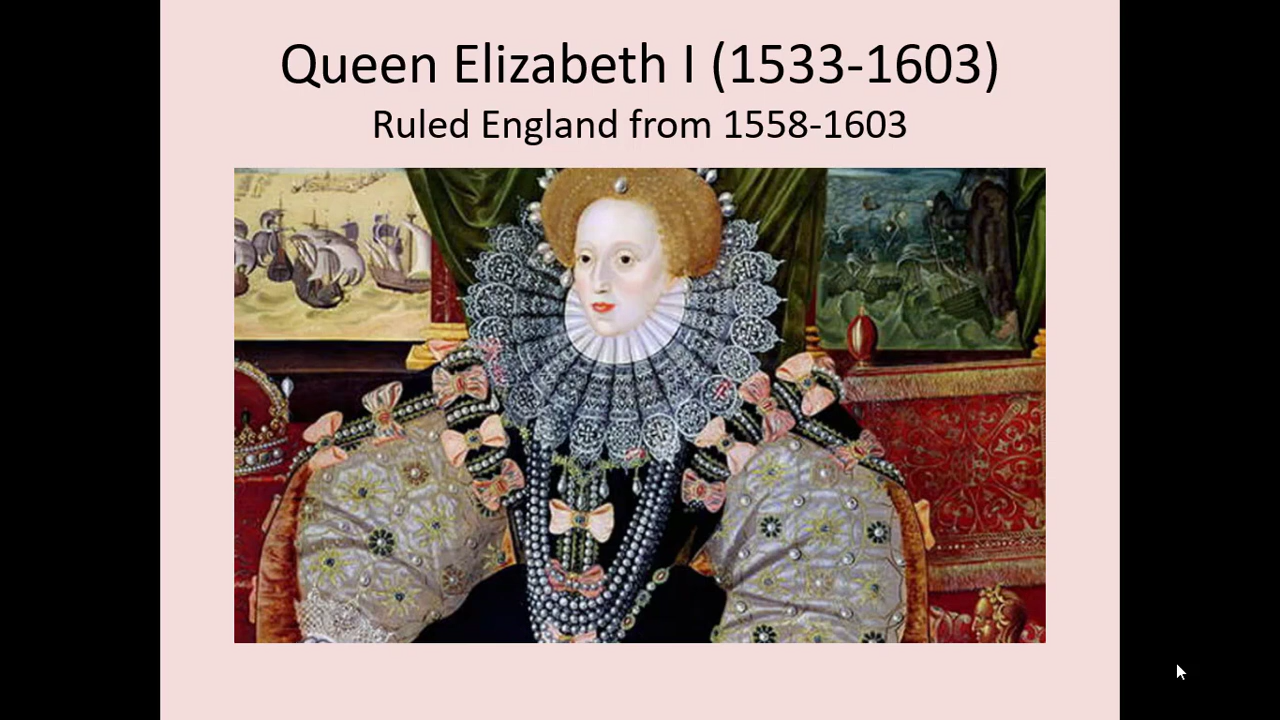 Queen Elizabeth I (1533-1603)
Ruled England from 1558-1603